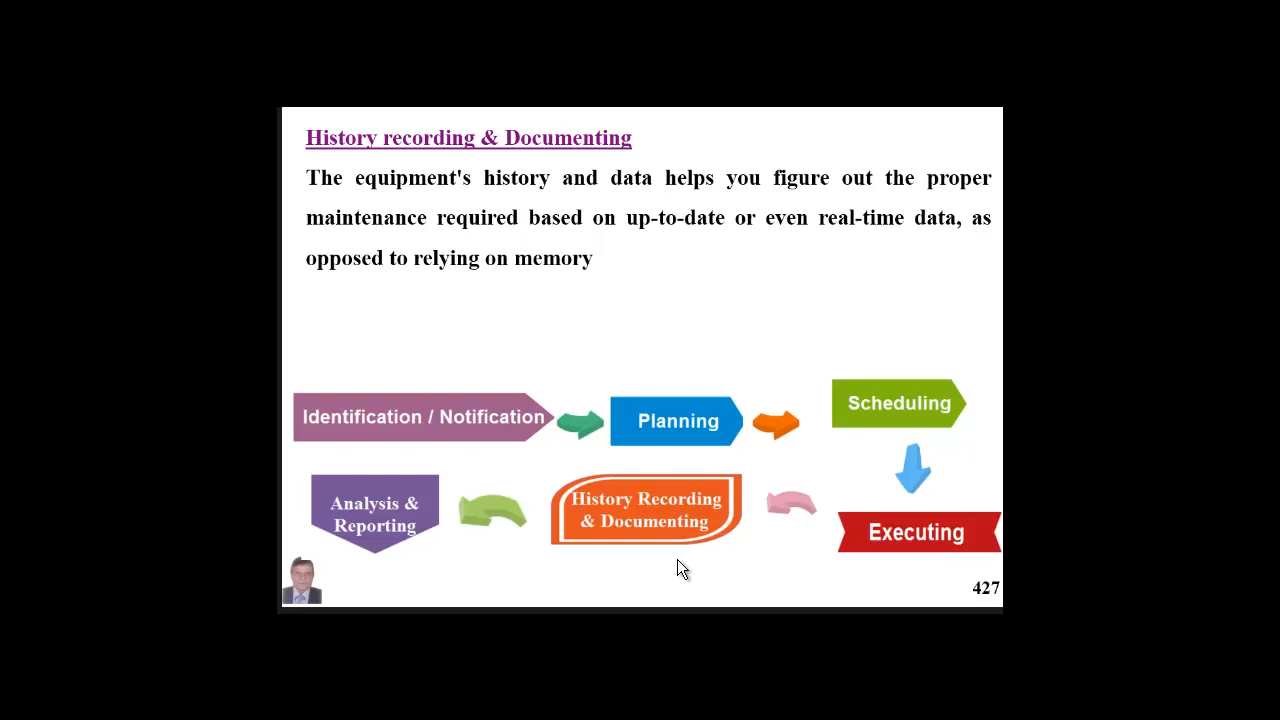 History recording & Documenting
The equipment's history and data helps you figure out the proper
maintenance required based on up-to-date or even real-time data, as
opposed to relying on memory
Identification / Notification
Planning
Scheduling
Executing
History Recording
& Documenting
Analysis &
Reporting
427